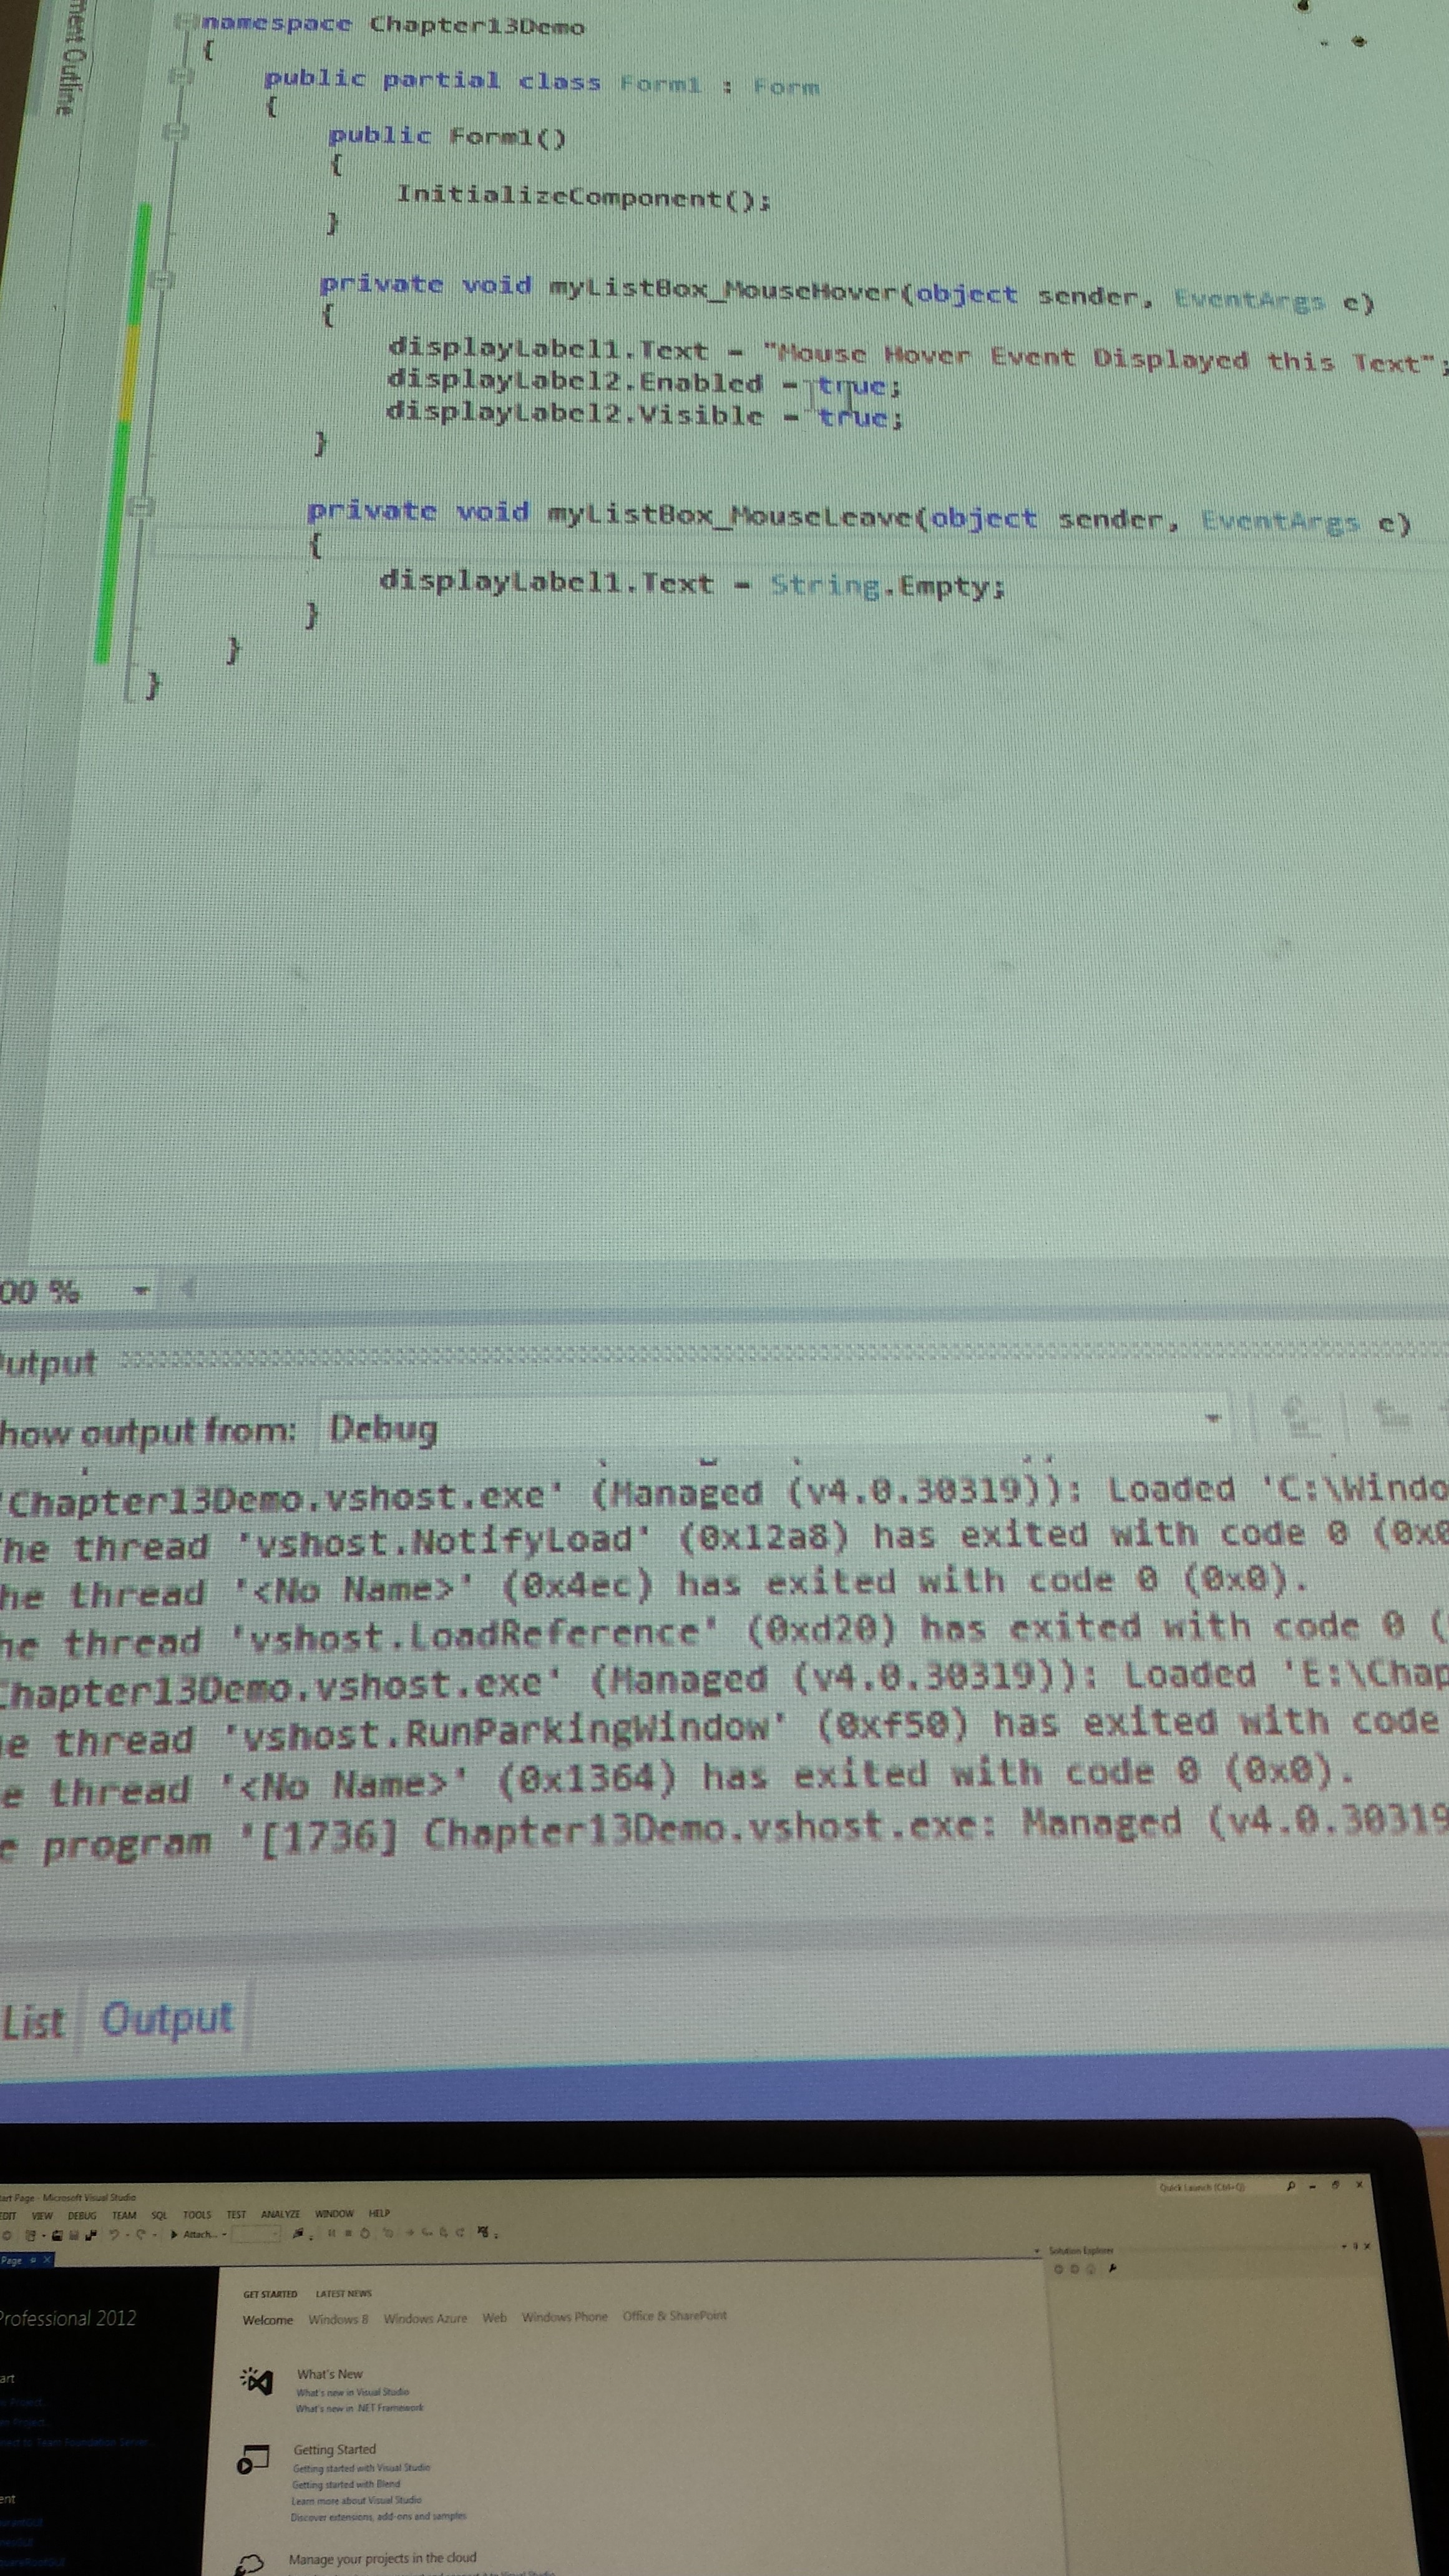 ment Outline
namespace Chapter13Demo
{
public partial class Form1 : Form
{
public Form1()
{
InitializeComponent();
}
private void myListBox_MouseHover(object sender, EventArgs e)
{
displayLabel1.Text = "Mouse Hover Event Displayed this Text";
displayLabel2.Enabled = true;
displayLabel2.Visible = true;
}
private void myListBox_MouseLeave(object sender, EventArgs e)
{
displayLabel1.Text = String.Empty;
}
}
}
00 %
utput
how output from: Debug
'Chapter13Demo.vshost.exe' (Managed (v4.0.30319)): Loaded 'C:\Windo
he thread 'vshost.NotifyLoad' (0x12a8) has exited with code 0 (0x0
he thread '<No Name>' (0x4ec) has exited with code 0 (0x0).
he thread 'vshost.LoadReference' (0xd20) has exited with code 0 (
Chapter13Demo.vshost.exe' (Managed (v4.0.30319)): Loaded 'E:\Chap
e thread 'vshost.RunParkingWindow' (0xf50) has exited with code
e thread '<No Name>' (0x1364) has exited with code 0 (0x0).
e program '[1736] Chapter13Demo.vshost.exe: Managed (v4.0.30319
List Output
tart Page - Microsoft Visual Studio
Quick Launch (Ctrl+Q)
EDIT VIEW DEBUG TEAM SQL TOOLS TEST ANALYZE WINDOW HELP
Attach...
Page
Solution Explorer
GET STARTED LATEST NEWS
Professional 2012
Welcome Windows 8 Windows Azure Web Windows Phone Office & SharePoint
What's New
What's new in Visual Studio
What's new in .NET Framework
art
Project...
Project...
nect to Team Foundation Server...
Getting Started
Getting started with Visual Studio
Getting started with Blend
Learn more about Visual Studio
Discover extensions, add-ons and samples
ent
Manage your projects in the cloud